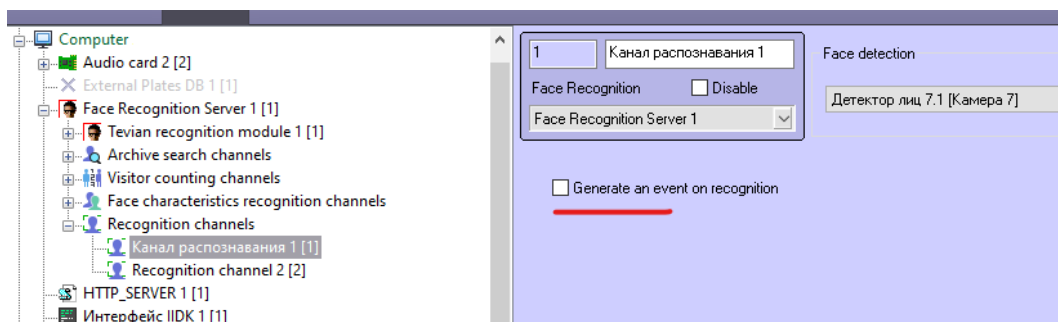 Computer
Audio card 2 [2]
External Plates DB 1 [1]
Face Recognition Server 1 [1]
Tevian recognition module 1 [1]
Archive search channels
Visitor counting channels
Face characteristics recognition channels
Recognition channels
Канал распознавания 1 [1]
Recognition channel 2 [2]
HTTP_SERVER 1 [1]
Интерфейс IIDK 1 [1]
1 Канал распознавания 1
Face Recognition Disable
Face Recognition Server 1
Face detection
Детектор лиц 7.1 [Камера 7]
Generate an event on recognition